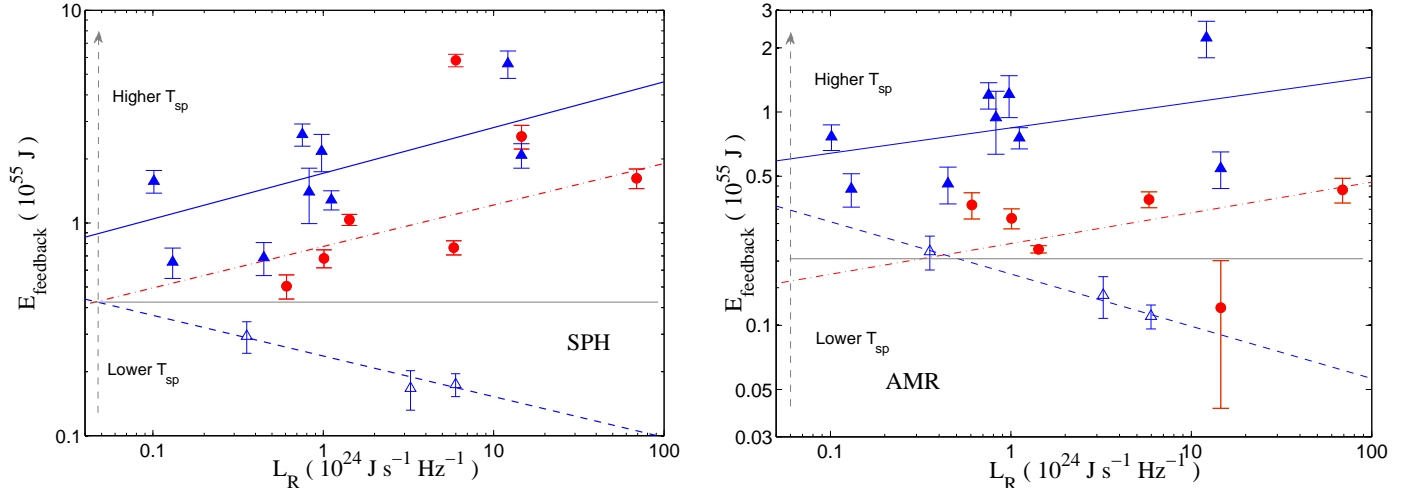 10
1
0.1
E_feedback ( 10^55 J )
Higher T_sp
Lower T_sp
SPH
0.1 1 10 100
L_R ( 10^24 J s^−1 Hz^−1 )
3
2
1
0.5
0.1
0.05
0.03
E_feedback ( 10^55 J )
Higher T_sp
Lower T_sp
AMR
0.1 1 10 100
L_R ( 10^24 J s^−1 Hz^−1 )